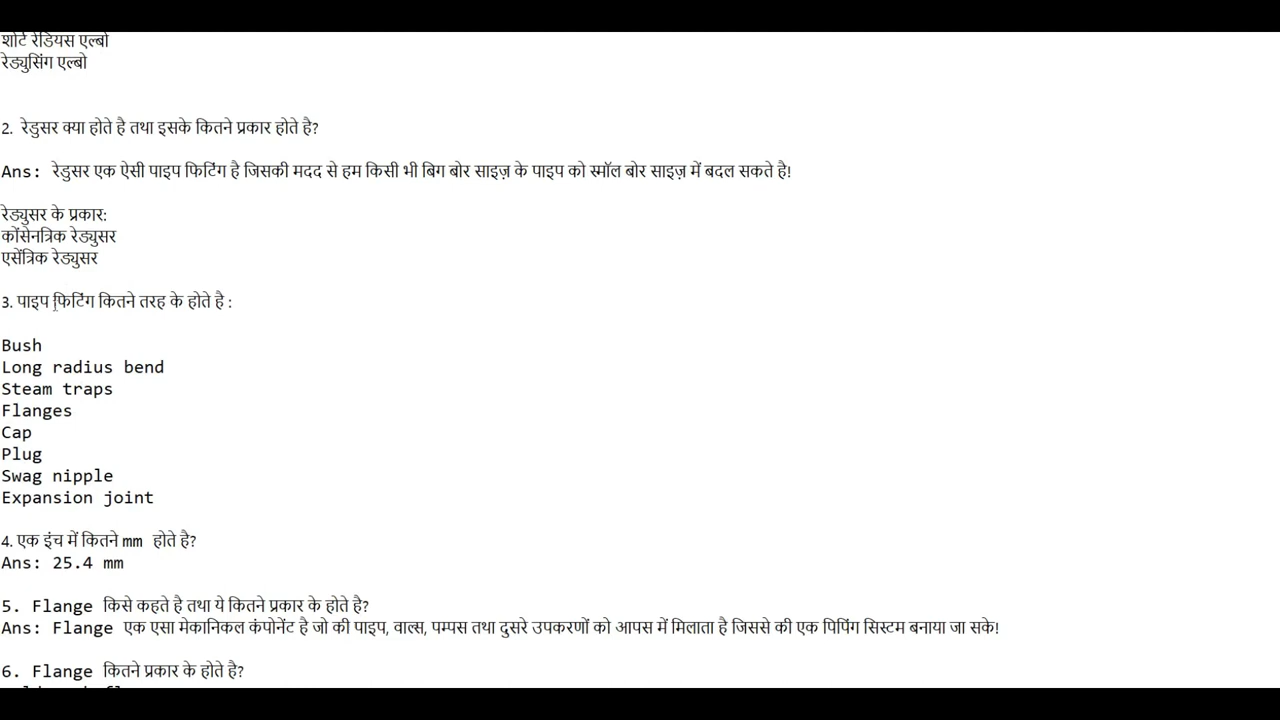 शॉर्ट रेडियस एल्बो
रेड्युसिंग एल्बो
2. रेडुसर क्या होते है तथा इसके कितने प्रकार होते है?
Ans: रेडुसर एक ऐसी पाइप फिटिंग है जिसकी मदद से हम किसी भी बिग बोर साइज़ के पाइप को स्मॉल बोर साइज़ में बदल सकते है!
रेड्युसर के प्रकार:
कोंसेनत्रिक रेड्युसर
एसेंत्रिक रेड्युसर
3. पाइप फिटिंग कितने तरह के होते है :
Bush
Long radius bend
Steam traps
Flanges
Cap
Plug
Swag nipple
Expansion joint
4. एक इंच में कितने mm होते है?
Ans: 25.4 mm
5. Flange किसे कहते है तथा ये कितने प्रकार के होते है?
Ans: Flange एक एसा मेकानिकल कंपोनेंट है जो की पाइप, वाल्स, पम्पस तथा दुसरे उपकरणों को आपस में मिलाता है जिससे की एक पिपिंग सिस्टम बनाया जा सके!
6. Flange कितने प्रकार के होते है?